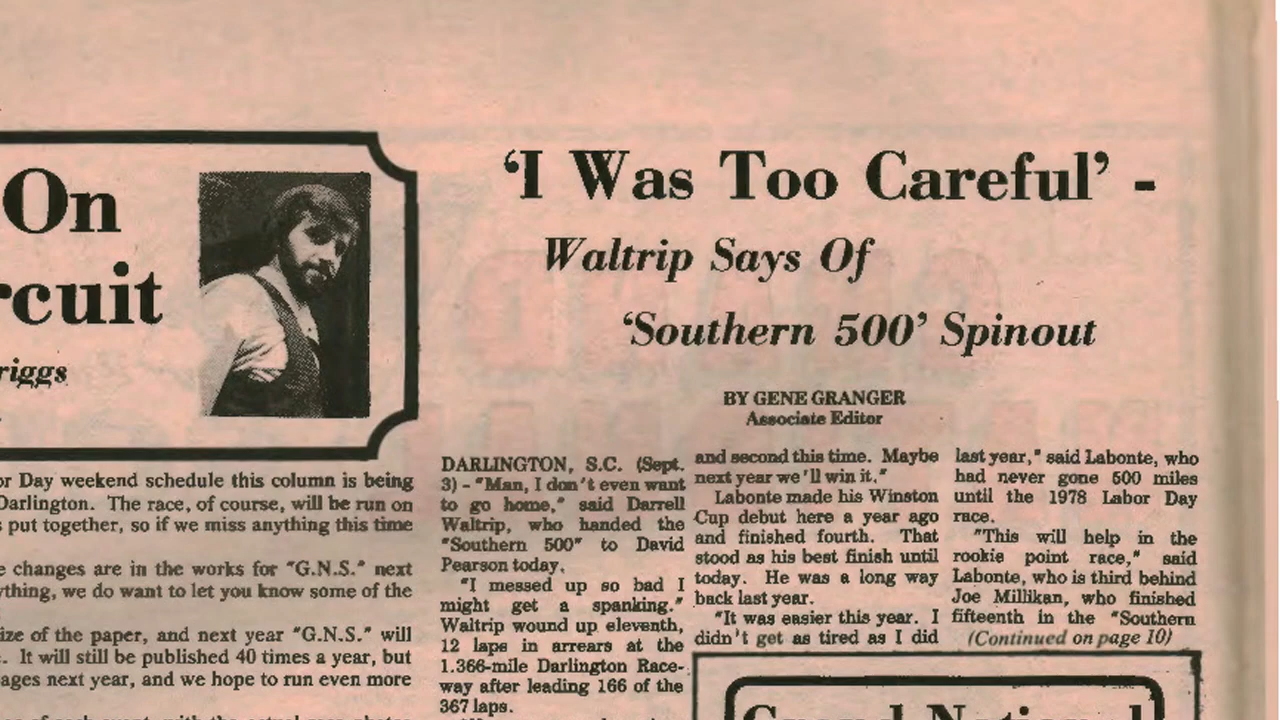 On
rcuit
riggs
or Day weekend schedule this column is being
Darlington. The race, of course, will be run on
s put together, so if we miss anything this time
e changes are in the works for "G.N.S." next
ything, we do want to let you know some of the
ize of the paper, and next year "G.N.S." will
. It will still be published 40 times a year, but
ages next year, and we hope to run even more
‘I Was Too Careful’ -
Waltrip Says Of
‘Southern 500’ Spinout
BY GENE GRANGER
Associate Editor
DARLINGTON, S.C. (Sept.
3) - "Man, I don't even want
to go home," said Darrell
Waltrip, who handed the
"Southern 500" to David
Pearson today.
"I messed up so bad I
might get a spanking."
Waltrip wound up eleventh,
12 laps in arrears at the
1.366-mile Darlington Race-
way after leading 166 of the
367 laps.
and second this time. Maybe
next year we'll win it."
Labonte made his Winston
Cup debut here a year ago
and finished fourth. That
stood as his best finish until
today. He was a long way
back last year.
"It was easier this year. I
didn't get as tired as I did
last year," said Labonte, who
had never gone 500 miles
until the 1978 Labor Day
race.
"This will help in the
rookie point race," said
Labonte, who is third behind
Joe Millikan, who finished
fifteenth in the "Southern
(Continued on page 10)
Grand National